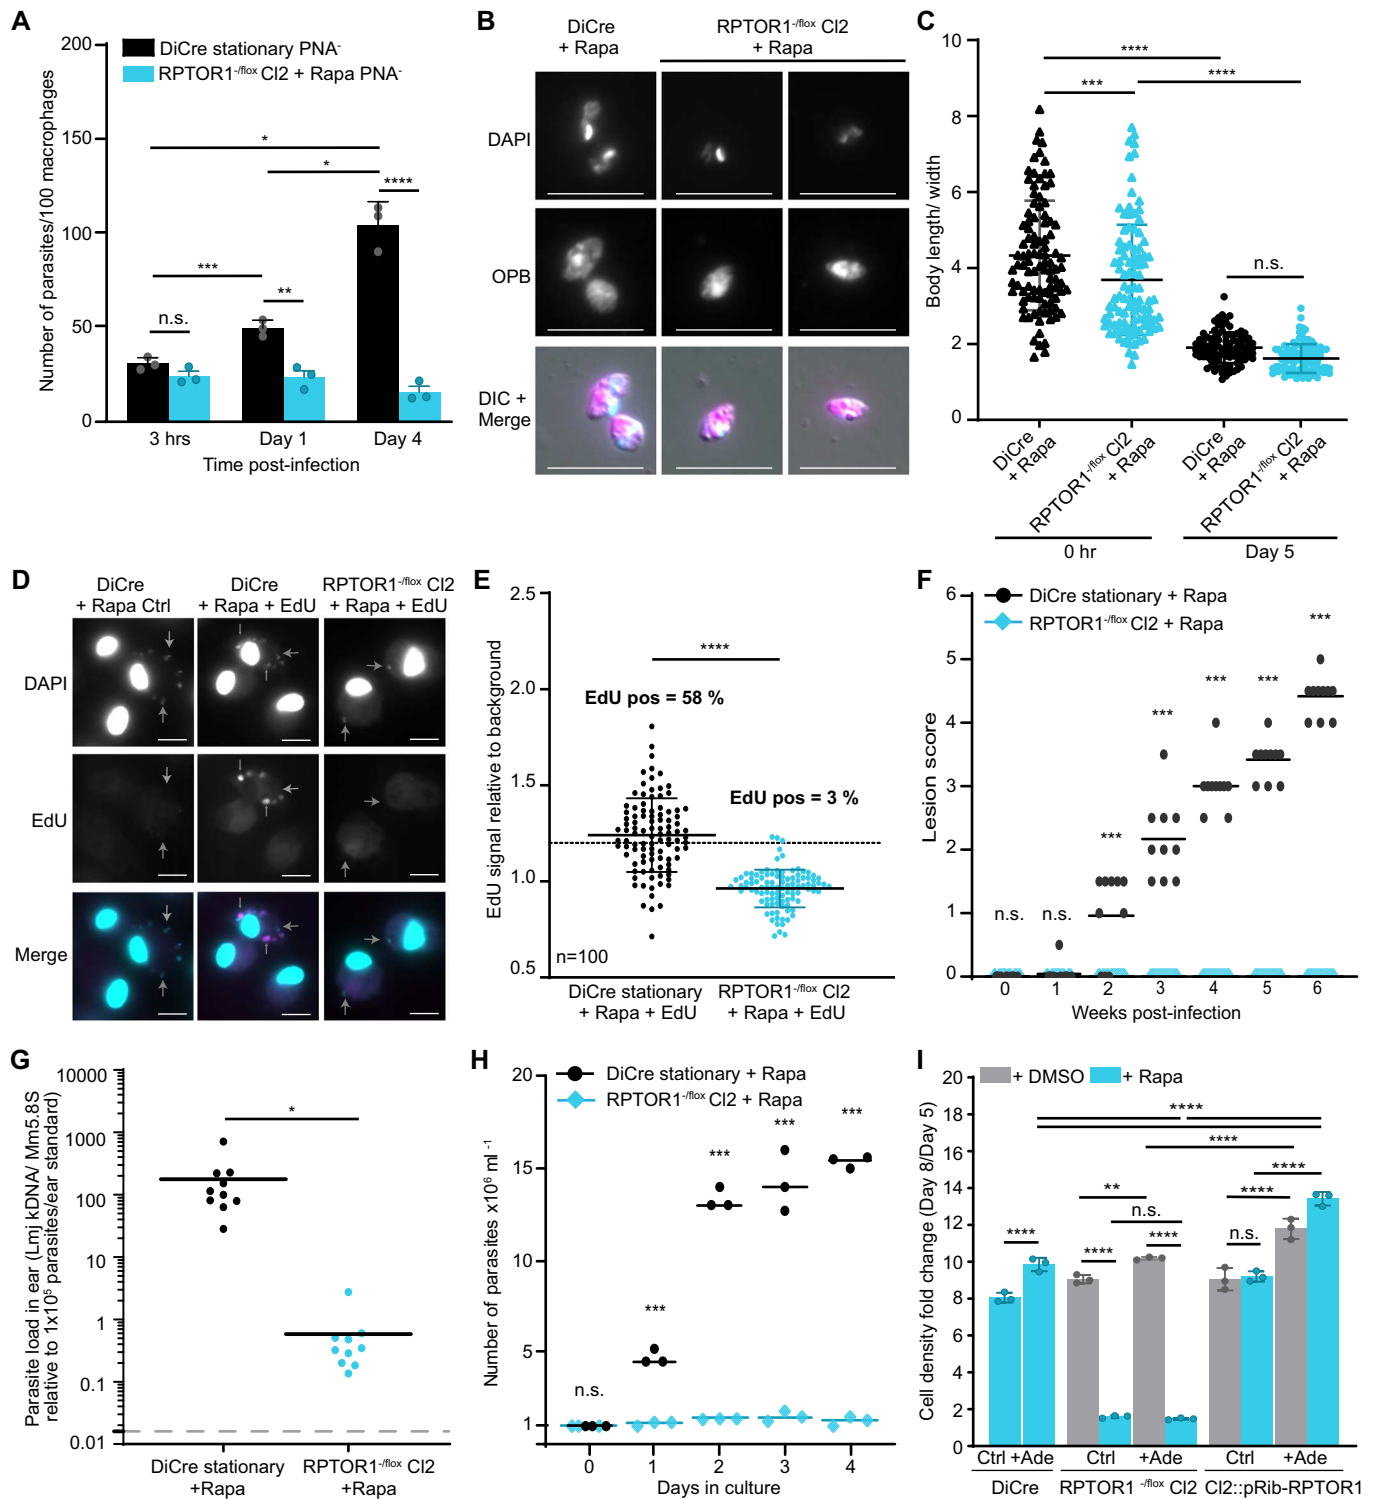 A
200
150
100
50
0
Number of parasites/100 macrophages
DiCre stationary PNA-
RPTOR1-/flox Cl2 + Rapa PNA-
*
*
****
***
**
n.s.
3 hrs Day 1 Day 4
Time post-infection
B
DiCre
+ Rapa
RPTOR1-/flox Cl2
+ Rapa
DAPI
OPB
DIC +
Merge
C
10
8
6
4
2
0
Body length/ width
****
***
****
n.s.
DiCre
+ Rapa
RPTOR1-/flox Cl2
+ Rapa
DiCre
+ Rapa
RPTOR1-/flox Cl2
+ Rapa
0 hr
Day 5
D
DiCre
+ Rapa Ctrl
DiCre
+ Rapa + EdU
RPTOR1-/flox Cl2
+ Rapa + EdU
DAPI
EdU
Merge
E
2.5
2.0
1.5
1.0
0.5
EdU signal relative to background
****
EdU pos = 58 %
EdU pos = 3 %
n=100
DiCre stationary
+ Rapa + EdU
RPTOR1-/flox Cl2
+ Rapa + EdU
F
6
5
4
3
2
1
0
Lesion score
DiCre stationary + Rapa
RPTOR1-/flox Cl2 + Rapa
n.s.
n.s.
***
***
***
***
***
0 1 2 3 4 5 6
Weeks post-infection
G
10000
1000
100
10
1
0.1
0.01
Parasite load in ear (Lmj kDNA/ Mm5.8S
relative to 1x10⁵ parasites/ear standard)
*
DiCre stationary
+Rapa
RPTOR1-/flox Cl2
+Rapa
H
20
15
10
5
1
Number of parasites x10⁶ ml -1
DiCre stationary + Rapa
RPTOR1-/flox Cl2 + Rapa
n.s.
***
***
***
***
0 1 2 3 4
Days in culture
I
20
18
16
14
12
10
8
6
4
2
0
Cell density fold change (Day 8/Day 5)
+ DMSO
+ Rapa
****
****
****
**
****
n.s.
****
****
****
n.s.
Ctrl +Ade Ctrl +Ade Ctrl +Ade
DiCre RPTOR1 -/flox Cl2 Cl2::pRib-RPTOR1